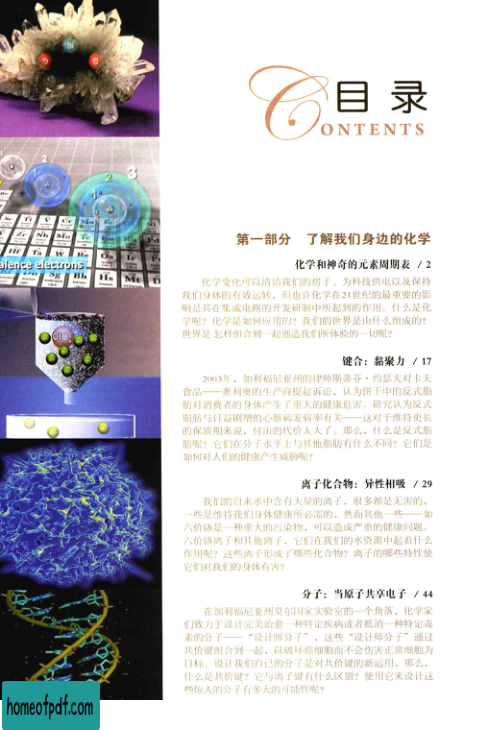 目录
CONTENTS
第一部分 了解我们身边的化学
化学和神奇的元素周期表 / 2
化学变化可以清洁我们的房子，为科技供电以及保持
我们身体的有效运转，但也许化学在21世纪的最重要的影
响是其在集成电路的开发研制中所起到的作用。什么是化
学呢？化学是如何应用的？我们的世界是由什么组成的？
世界是怎样组合到一起创造我们所体验的一切呢？
键合：黏聚力 / 17
2003年，加利福尼亚州的律师斯蒂芬·约瑟夫对卡夫
食品——奥利奥的生产商提起诉讼，认为饼干中的反式脂
肪对消费者的身体产生了重大的健康危害。研究认为反式
脂肪与日益剧增的心脏病发病率有关——这对于维持更长
的保质期来说，付出的代价太大了。那么，什么是反式脂
肪呢？它们在分子水平上与其他脂肪有什么不同？它们是
如何对人们的健康产生威胁呢？
离子化合物：异性相吸 / 29
我们的自来水中含有大量的离子，很多都是无害的，
一些是维持我们身体健康所必需的，然而其他一些——如
六价铬是一种重大的污染物，可以造成严重的健康问题。
六价铬离子和其他离子，它们在我们的水资源中起着什么
作用呢？这些离子形成了哪些化合物？离子的哪些特性使
它们对我们的身体有害？
分子：当原子共享电子 / 44
在加利福尼亚州莫尔国家实验室的一个角落，化学家
们致力于设计完美治愈一种特定疾病或者抵消一种特定毒
素的分子——“设计师分子”，这些“设计师分子”通过
共价键组合到一起，以破坏癌细胞而不会伤害正常细胞为
目标。设计我们自己的分子是对共价键的新运用，那么，
什么是共价键？它与离子键有什么区别？使用它来设计这
些惊人的分子有多大的可能性呢？
Si
O
O
1
2
2
3
valence electrons
homeofpdf.com